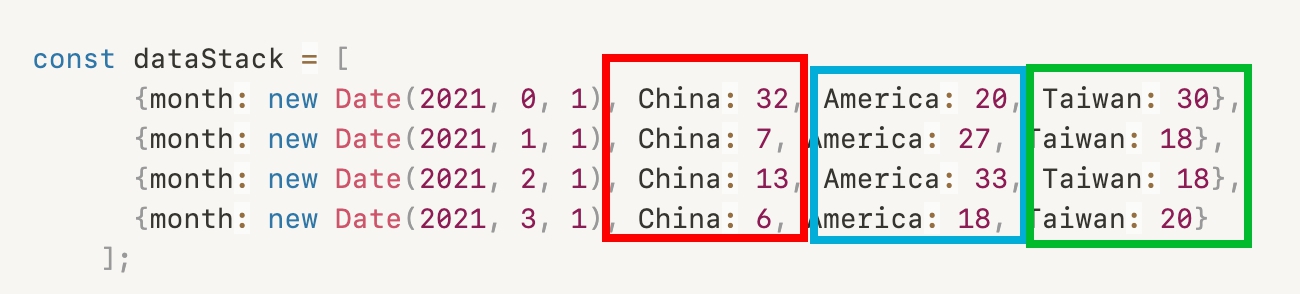 const dataStack = [
{month: new Date(2021, 0, 1), China: 32, America: 20, Taiwan: 30},
{month: new Date(2021, 1, 1), China: 7, America: 27, Taiwan: 18},
{month: new Date(2021, 2, 1), China: 13, America: 33, Taiwan: 18},
{month: new Date(2021, 3, 1), China: 6, America: 18, Taiwan: 20}
];